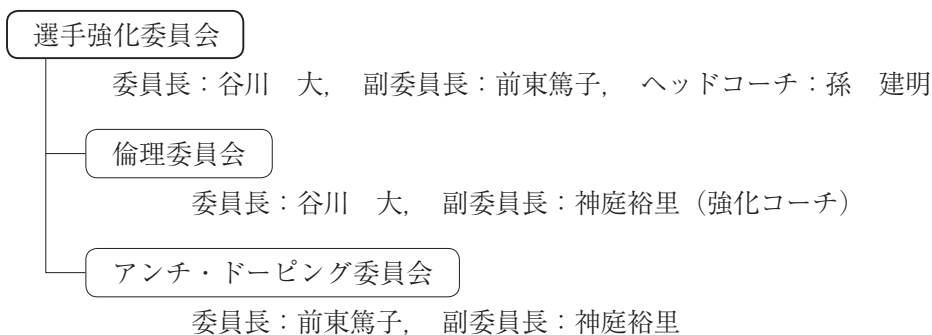 選手強化委員会
委員長：谷川　大,　副委員長：前東篤子,　ヘッドコーチ：孫　建明
倫理委員会
委員長：谷川　大,　副委員長：神庭裕里（強化コーチ）
アンチ・ドーピング委員会
委員長：前東篤子,　副委員長：神庭裕里